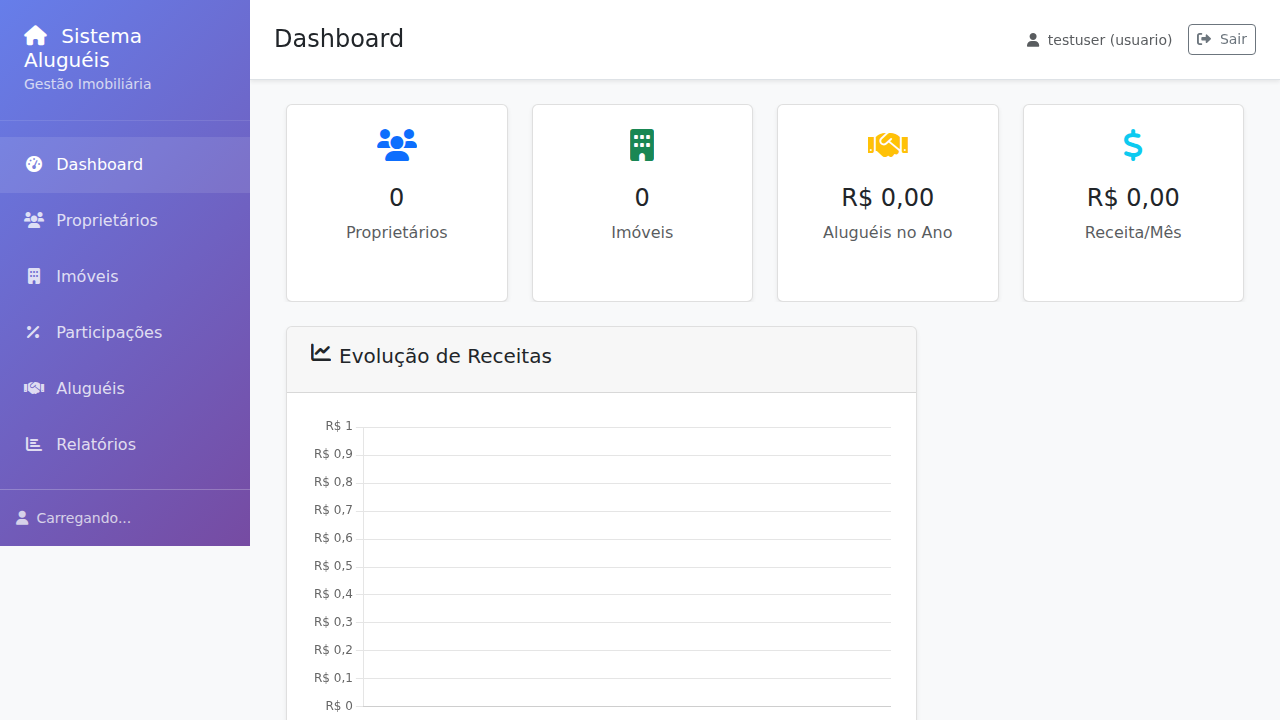 Sistema
Aluguéis
Gestão Imobiliária
Dashboard
Proprietários
Imóveis
Participações
Aluguéis
Relatórios
Carregando...
Dashboard
testuser (usuario)
Sair
0
Proprietários
0
Imóveis
R$ 0,00
Aluguéis no Ano
R$ 0,00
Receita/Mês
Evolução de Receitas
R$ 1
R$ 0,9
R$ 0,8
R$ 0,7
R$ 0,6
R$ 0,5
R$ 0,4
R$ 0,3
R$ 0,2
R$ 0,1
R$ 0